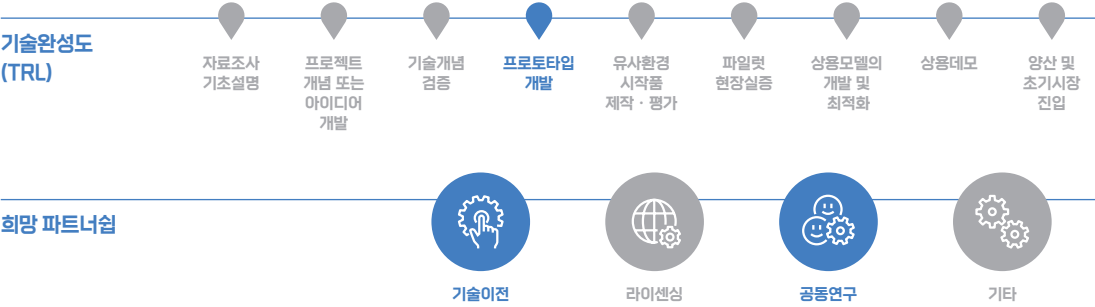 기술완성도
(TRL)
자료조사
기초설명
프로젝트
개념 또는
아이디어
개발
기술개념
검증
프로토타입
개발
유사환경
시작품
제작 · 평가
파일럿
현장실증
상용모델의
개발 및
최적화
상용데모
양산 및
초기시장
진입
희망 파트너쉽
기술이전
라이센싱
공동연구
기타